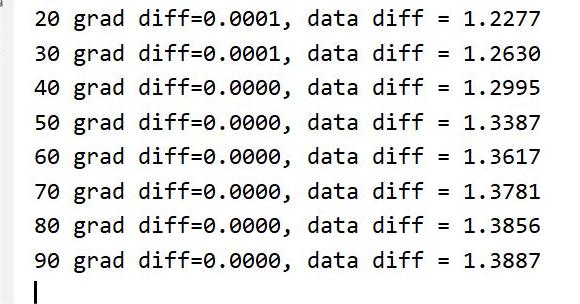 20 grad diff=0.0001, data diff = 1.2277
30 grad diff=0.0001, data diff = 1.2630
40 grad diff=0.0000, data diff = 1.2995
50 grad diff=0.0000, data diff = 1.3387
60 grad diff=0.0000, data diff = 1.3617
70 grad diff=0.0000, data diff = 1.3781
80 grad diff=0.0000, data diff = 1.3856
90 grad diff=0.0000, data diff = 1.3887